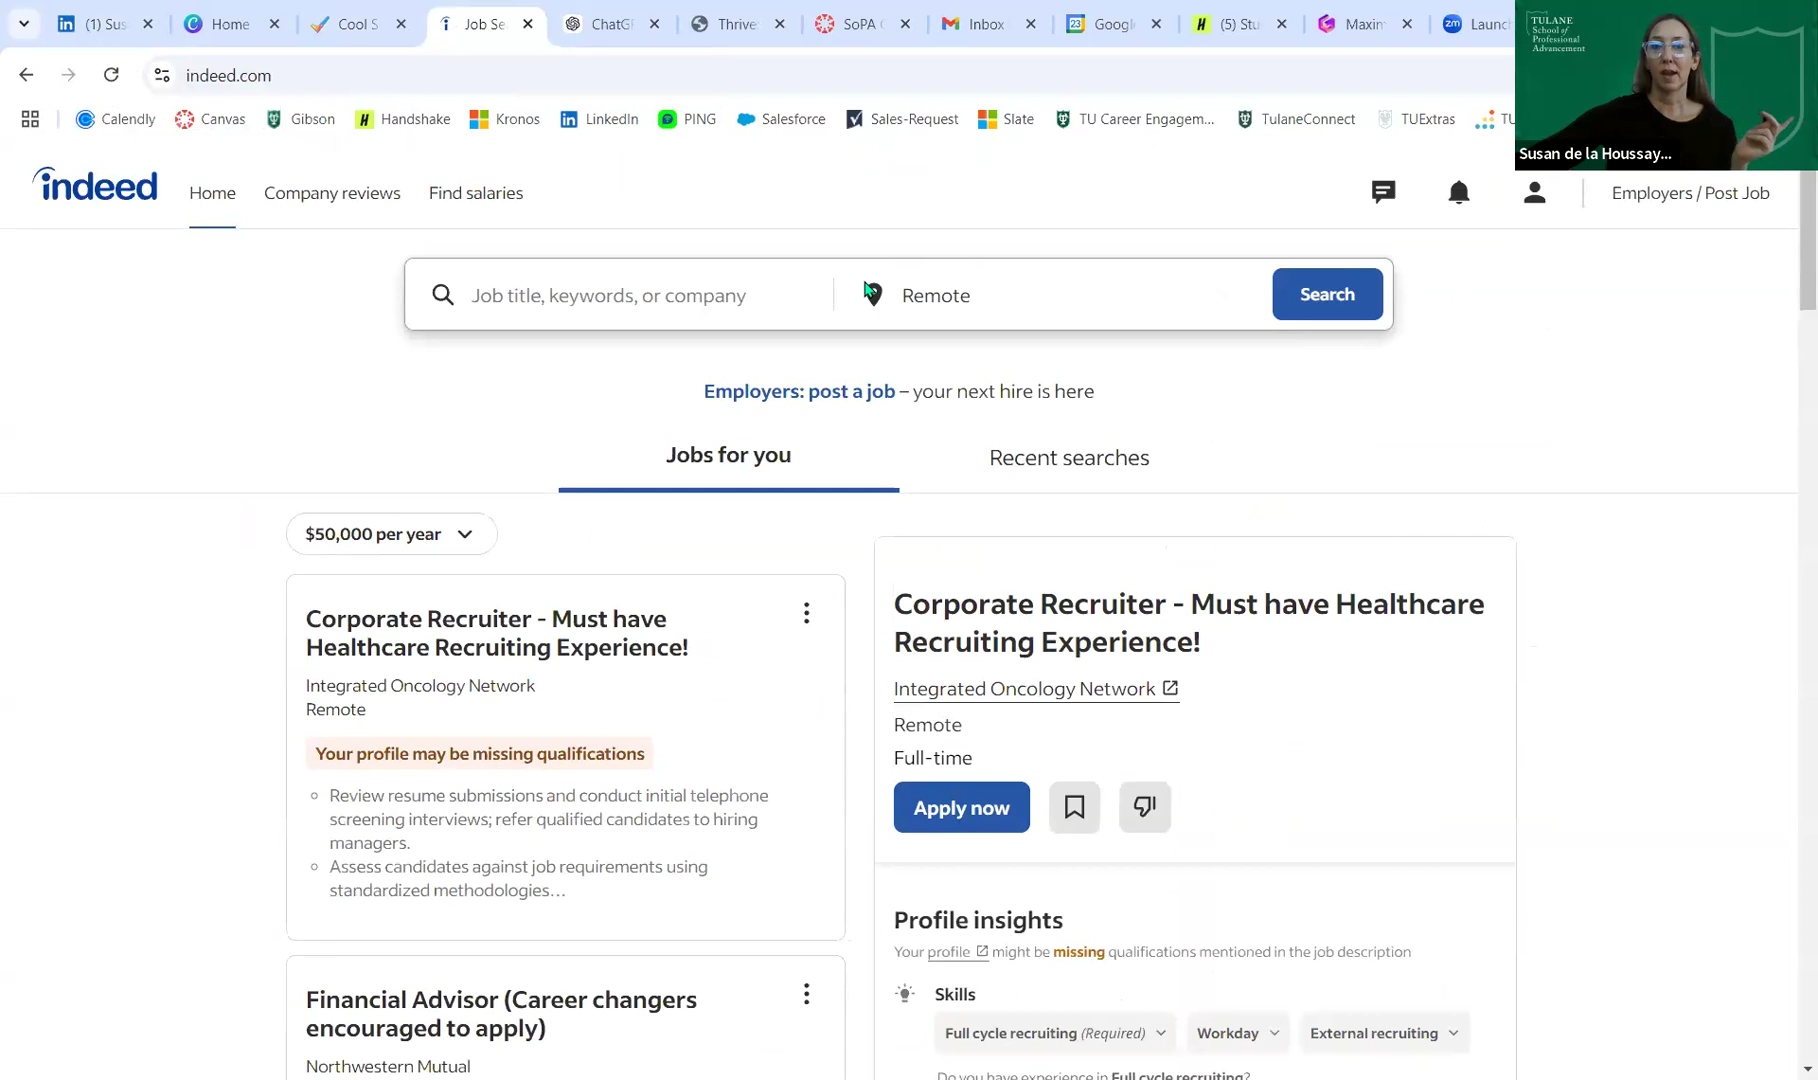 (1) Sus
Home
Cool S
Job Se
ChatGP
Thrive
SoPA C
Inbox
23
Googl
(5) Stu
Maxim
zm
Launc
indeed.com
Calendly
Canvas
Gibson
Handshake
Kronos
LinkedIn
PING
Salesforce
Sales-Request
Slate
TU Career Engagem...
TulaneConnect
TUExtras
TU
TULANE
School of
Professional
Advancement
Susan de la Houssay...
indeed
Home
Company reviews
Find salaries
Employers / Post Job
Job title, keywords, or company
Remote
Search
Employers: post a job – your next hire is here
Jobs for you
Recent searches
$50,000 per year
Corporate Recruiter - Must have
Healthcare Recruiting Experience!
Integrated Oncology Network
Remote
Your profile may be missing qualifications
Review resume submissions and conduct initial telephone
screening interviews; refer qualified candidates to hiring
managers.
Assess candidates against job requirements using
standardized methodologies…
Financial Advisor (Career changers
encouraged to apply)
Northwestern Mutual
Corporate Recruiter - Must have Healthcare
Recruiting Experience!
Integrated Oncology Network
Remote
Full-time
Apply now
Profile insights
Your profile might be missing qualifications mentioned in the job description
Skills
Full cycle recruiting (Required)
Workday
External recruiting
Do you have experience in Full cycle recruiting?